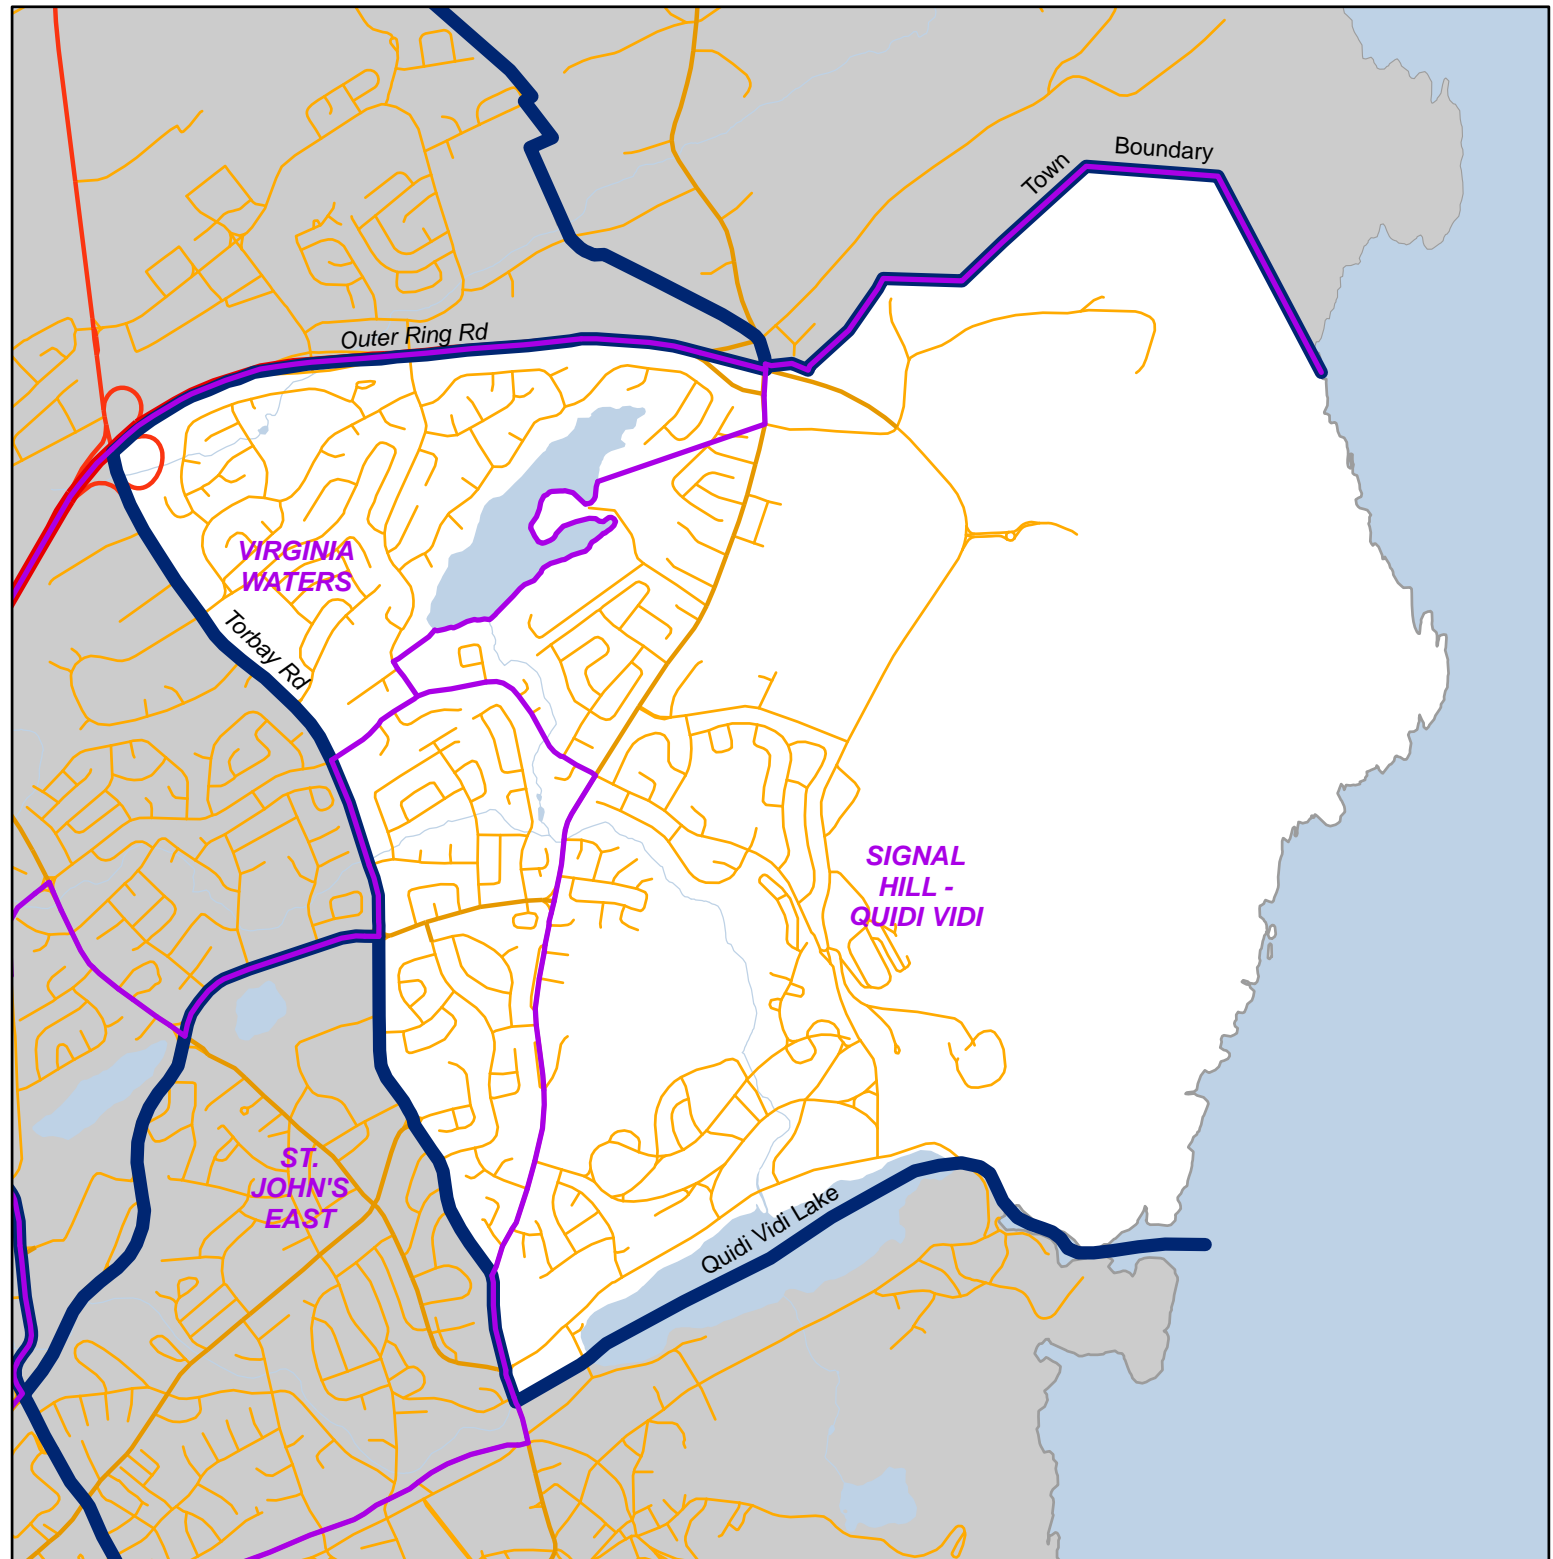 Boundary
Town
Outer Ring Rd
VIRGINIA
WATERS
Torbay Rd
SIGNAL
HILL -
QUIDI VIDI
ST.
JOHN'S
EAST
Quidi Vidi Lake